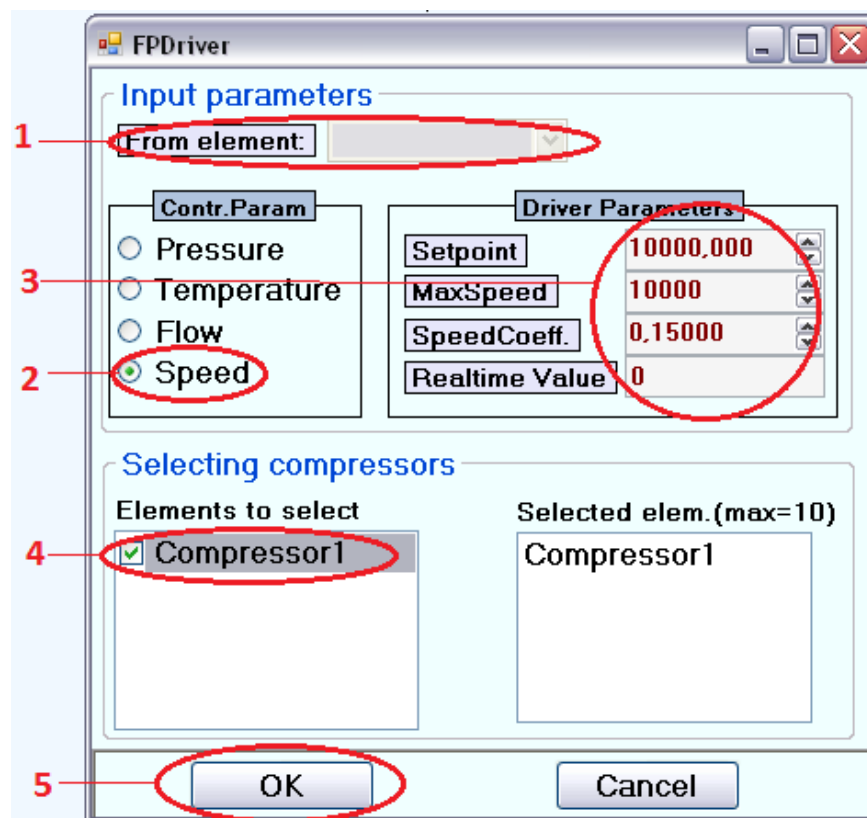 FPDriver
Input parameters
1
From element:
Contr.Param
Driver Parameters
Pressure
Setpoint
10000,000
3
Temperature
MaxSpeed
10000
Flow
SpeedCoeff.
0,15000
2
Speed
Realtime Value
0
Selecting compressors
Elements to select
Selected elem.(max=10)
4
Compressor1
Compressor1
5
OK
Cancel